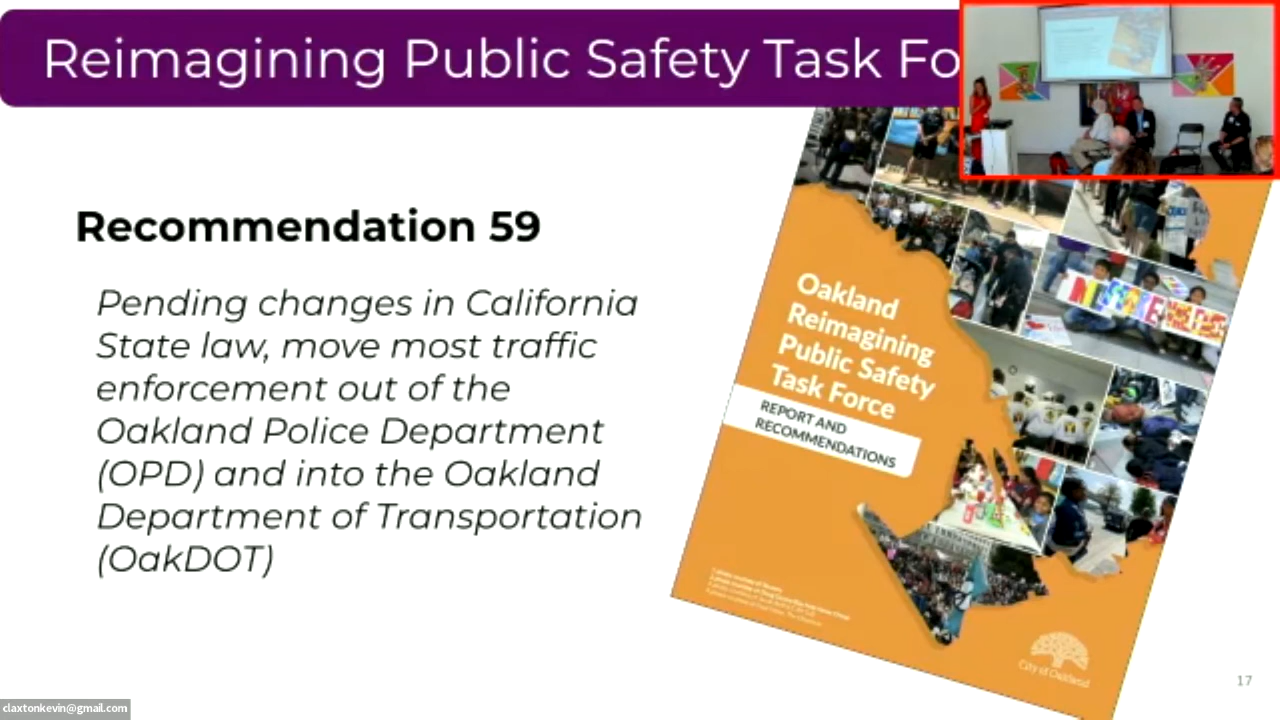 Reimagining Public Safety Task Fo
Recommendation 59
Pending changes in California
State law, move most traffic
enforcement out of the
Oakland Police Department
(OPD) and into the Oakland
Department of Transportation
(OakDOT)
Oakland
Reimagining
Public Safety
Task Force
REPORT AND
RECOMMENDATIONS
City of Oakland
17
claxtonkevin@gmail.com